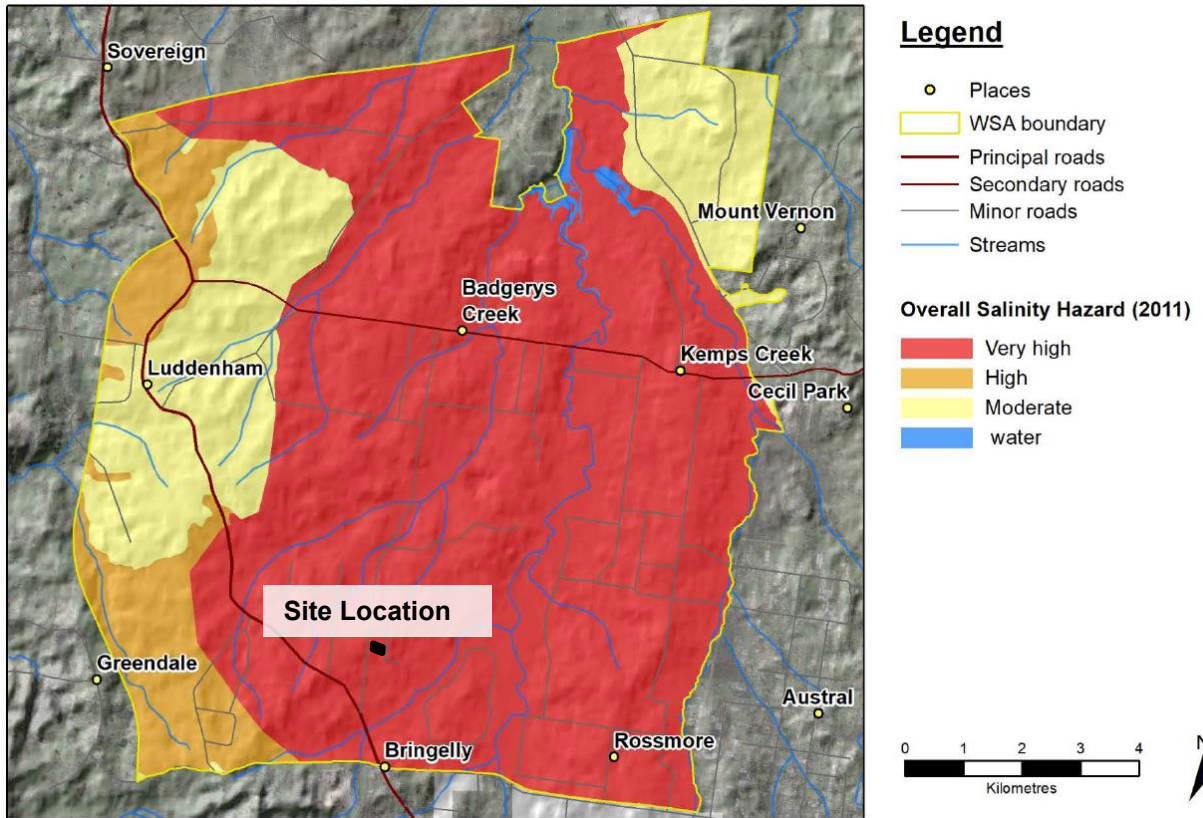 Sovereign
Mount Vernon
Badgerys
Creek
Kemps Creek
Luddenham
Cecil Park
Site Location
Greendale
Austral
Rossmore
Bringelly
Legend
Places
WSA boundary
Principal roads
Secondary roads
Minor roads
Streams
Overall Salinity Hazard (2011)
Very high
High
Moderate
water
0 1 2 3 4
Kilometres
N